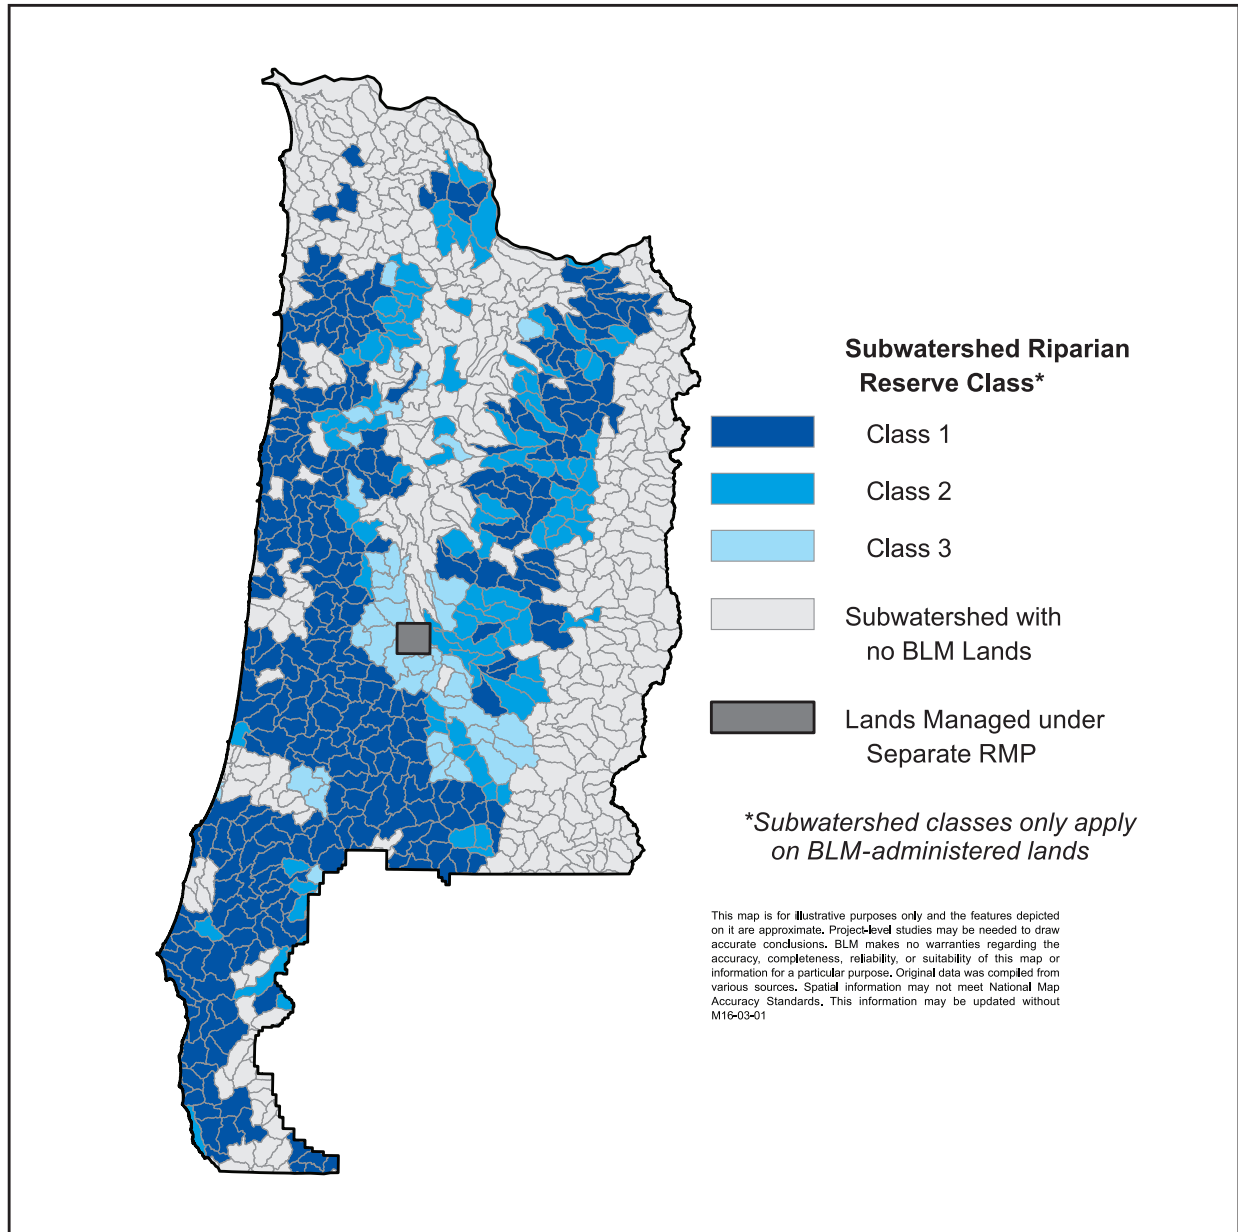 Subwatershed Riparian
Reserve Class*
Class 1
Class 2
Class 3
Subwatershed with
no BLM Lands
Lands Managed under
Separate RMP
*Subwatershed classes only apply
on BLM-administered lands
This map is for illustrative purposes only and the features depicted
on it are approximate. Project-level studies may be needed to draw
accurate conclusions. BLM makes no warranties regarding the
accuracy, completeness, reliability, or suitability of this map or
information for a particular purpose. Original data was compiled from
various sources. Spatial information may not meet National Map
Accuracy Standards. This information may be updated without
M16-03-01